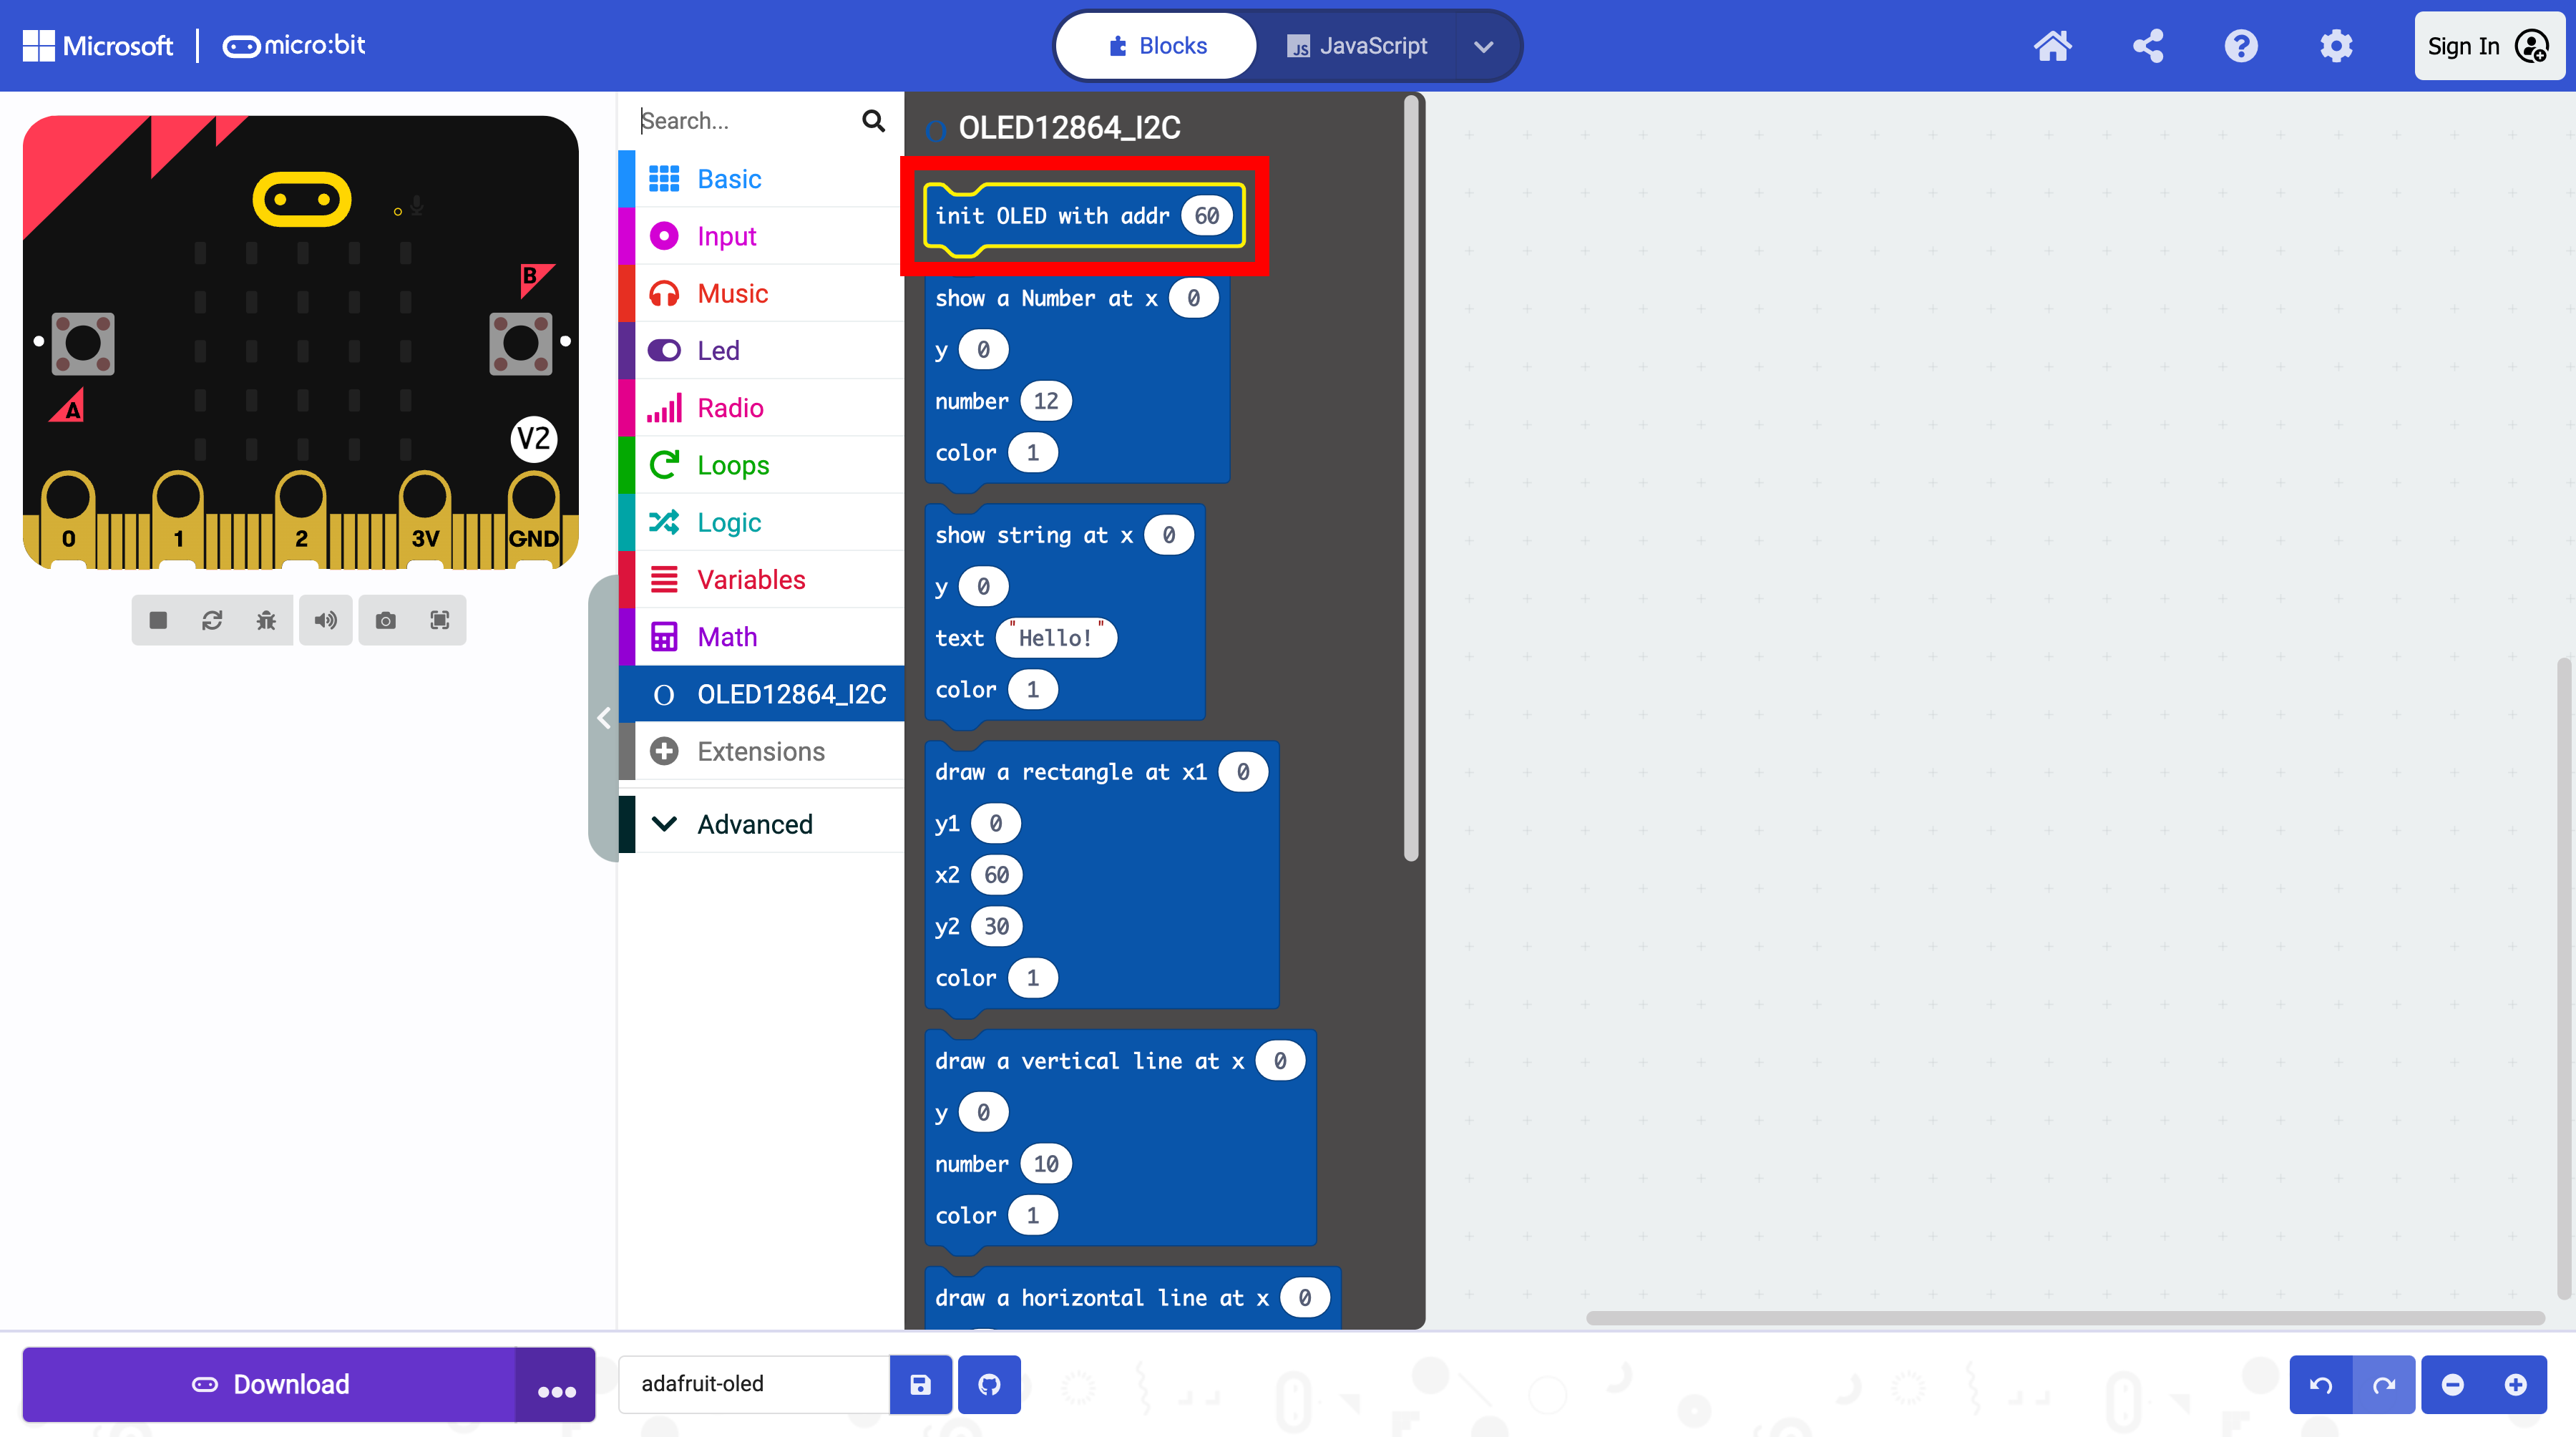 Microsoft
micro:bit
Blocks
JS JavaScript
Sign In
B
A
V2
0
1
2
3V
GND
Search...
Basic
Input
Music
Led
Radio
Loops
Logic
Variables
Math
O OLED12864_I2C
Extensions
Advanced
O OLED12864_I2C
init OLED with addr 60
show a Number at x 0
y 0
number 12
color 1
show string at x 0
y 0
text "Hello!"
color 1
draw a rectangle at x1 0
y1 0
x2 60
y2 30
color 1
draw a vertical line at x 0
y 0
number 10
color 1
draw a horizontal line at x 0
Download
adafruit-oled